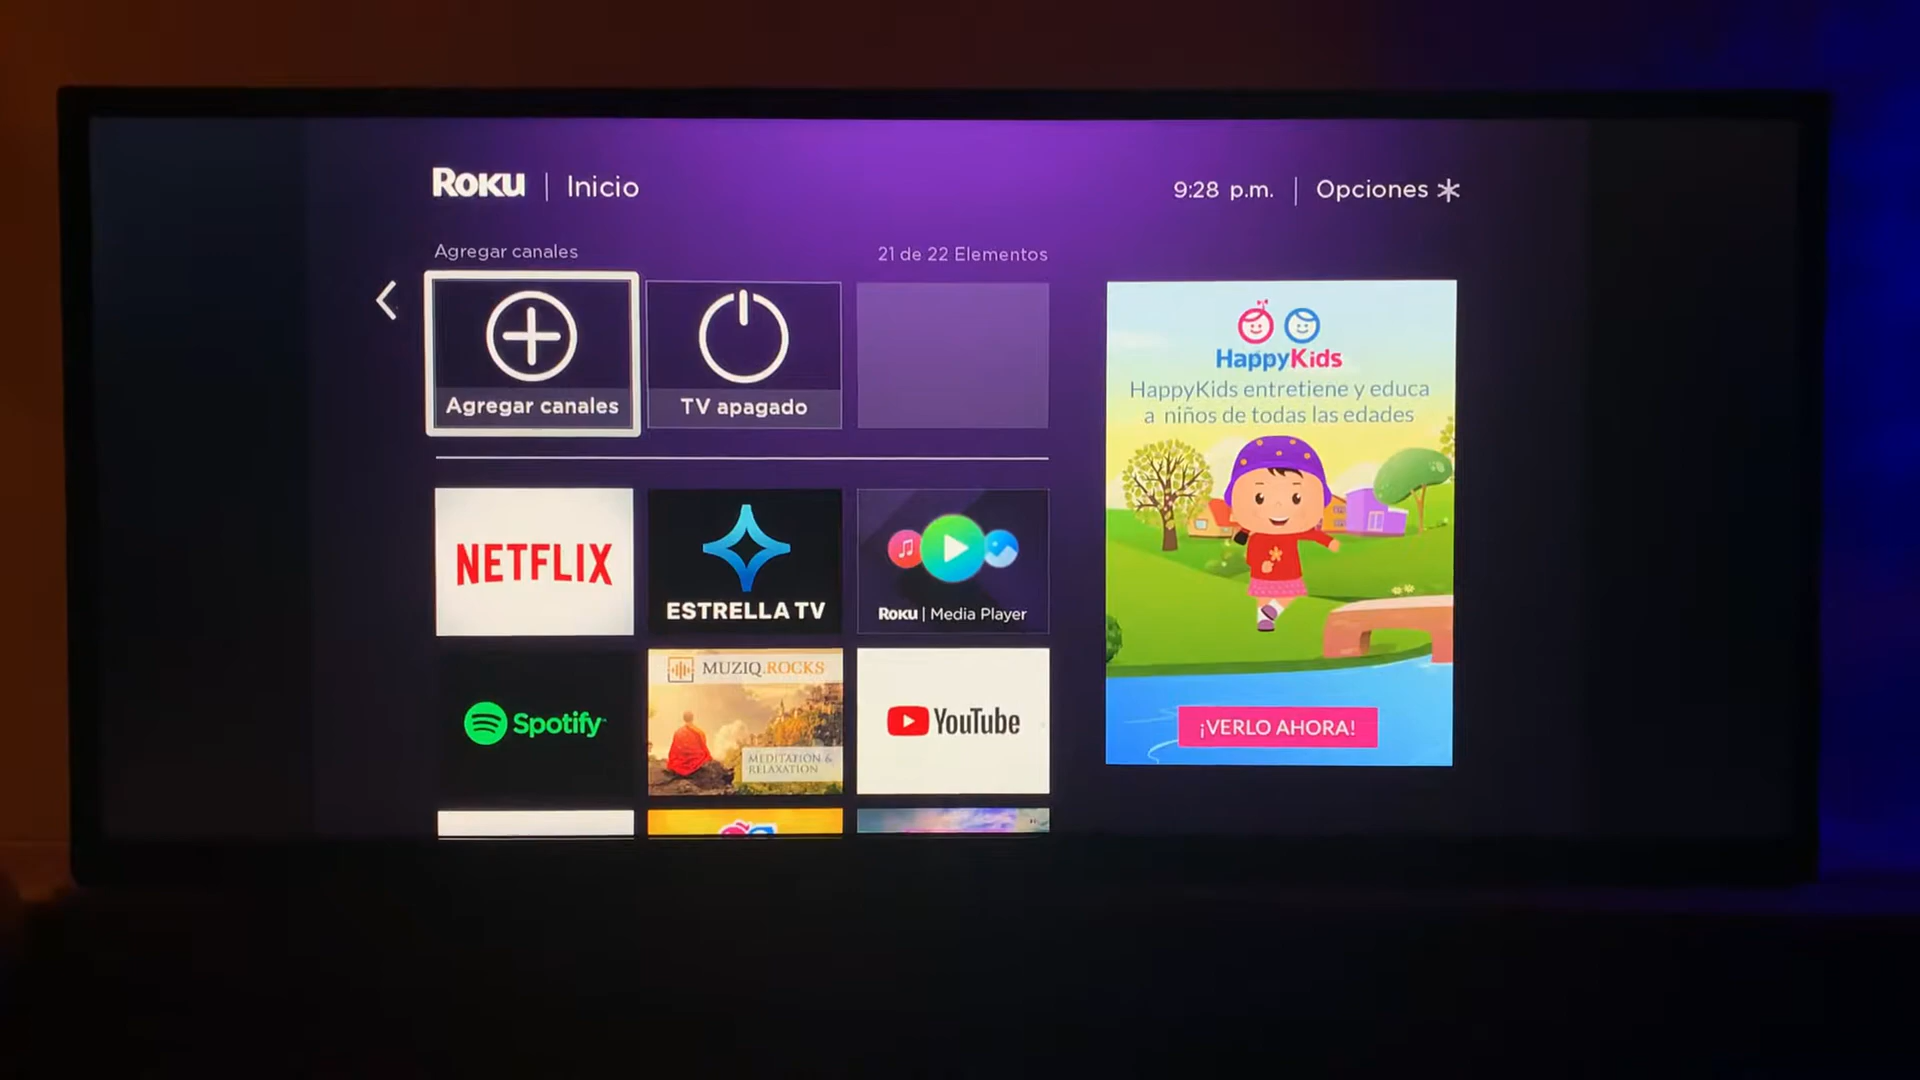 Roku | Inicio
9:28 p.m. | Opciones
Agregar canales
21 de 22 Elementos
Agregar canales
TV apagado
HappyKids
HappyKids entretiene y educa
a niños de todas las edades
¡VERLO AHORA!
NETFLIX
ESTRELLA TV
Roku | Media Player
Spotify
MUZIQ.ROCKS
MEDITATION &
RELAXATION
YouTube